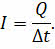 I = Q / Δt.